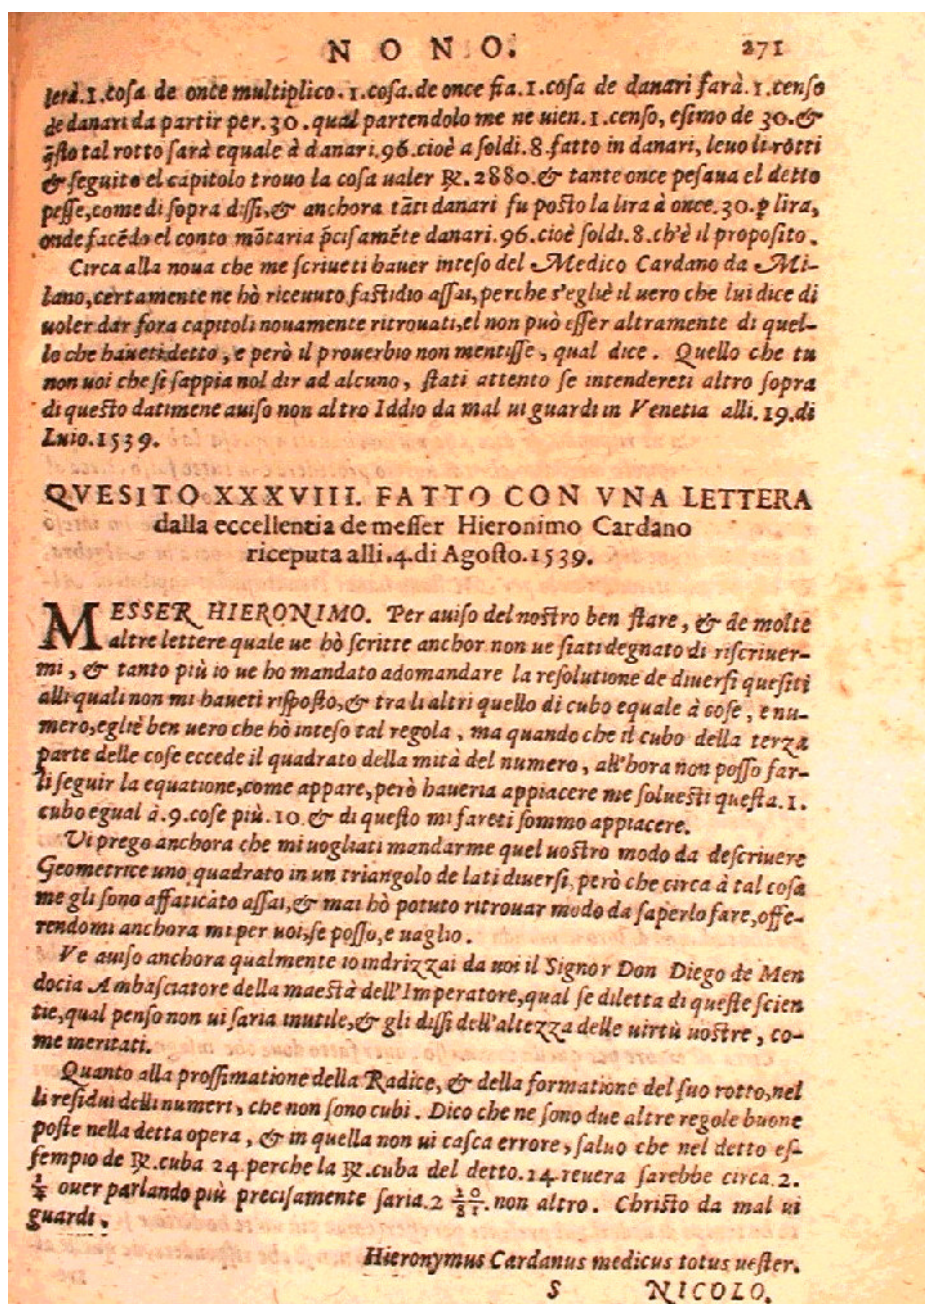 NONO. 271
lerà.1.cosa de once multiplico.1.cosa.de once fia.1.cosa de danari farà.1.censo
de danari da partir per.30.qual partendolo me ne uien.1.censo, esimo de 30.&
q̃sto tal rotto sarà equale à danari.96.cioè a soldi.8.fatto in danari, leuo li rotti
& seguito el capitolo trouo la cosa ualer ℞.2880.& tante once pesaua el detto
pesse,come di sopra dissi,& anchora tãti danari fu posto la lira à once.30.p lira,
onde facẽdo el conto mõtaria p̃cisamẽte danari.96.cioè soldi.8.ch'è il proposito.
Circa alla noua che me scriueti hauer inteso del Medico Cardano da Mi-
lano,certamente ne hò riceuuto fastidio assai,perche s'egliè il uero che lui dice di
uoler dar fora capitoli nouamente ritrouati,el non può esser altramente di quel-
lo che haueti detto, e però il prouerbio non mentisse, qual dice. Quello che tu
non uoi che si sappia nol dir ad alcuno, stati attento se intendereti altro sopra
di questo datimene auiso non altro Iddio da mal ui guardi in Venetia alli.19.di
Luio.1539.
QVESITO XXXVIII. FATTO CON VNA LETTERA
dalla eccellentia de messer Hieronimo Cardano
riceputa alli.4.di Agosto.1539.
MESSER HIERONIMO. Per auiso del nostro ben stare, & de molte
altre lettere quale ue hò scritte anchor non ue siati degnato di riscriuer-
mi, & tanto più io ue ho mandato adomandare la resolutione de diuersi quesiti
alli quali non mi haueti risposto,& tra li altri quello di cubo equale à cose, e nu-
mero,egliè ben uero che hò inteso tal regola, ma quando che il cubo della terza
parte delle cose eccede il quadrato della mità del numero, all'hora non posso far-
li seguir la equatione,come appare,però haueria appiacere me soluesti questa.1.
cubo egual à.9.cose più.10.& di questo mi fareti sommo appiacere.
Vi prego anchora che mi uogliati mandarme quel uostro modo da descriuere
Geometrice uno quadrato in un triangolo de lati diuersi,però che circa à tal cosa
me gli sono affaticato assai,& mai hò potuto ritrouar modo da saperlo fare,offe-
rendomi anchora mi per uoi,se posso,e uaglio.
Ve auiso anchora qualmente io indrizzai da uoi il Signor Don Diego de Men
docia Ambasciatore della maestà dell'Imperatore,qual se diletta di queste scien
tie,qual penso non ui saria inutile,& gli dissi dell'altezza delle uirtù uostre, co-
me meritati.
Quanto alla prossimatione della Radice, & della formatione del suo rotto,nel
li residui delli numeri, che non sono cubi. Dico che ne sono due altre regole buone
poste nella detta opera, & in quella non ui casca errore, saluo che nel detto es-
sempio de ℞.cuba 24 perche la ℞.cuba del detto.24.reuera sarebbe circa.2.
¼ ouer parlando più precisamente saria.2 20/81.non altro. Christo da mal ui
guardi.
Hieronymus Cardanus medicus totus uester.
S NICOLO.